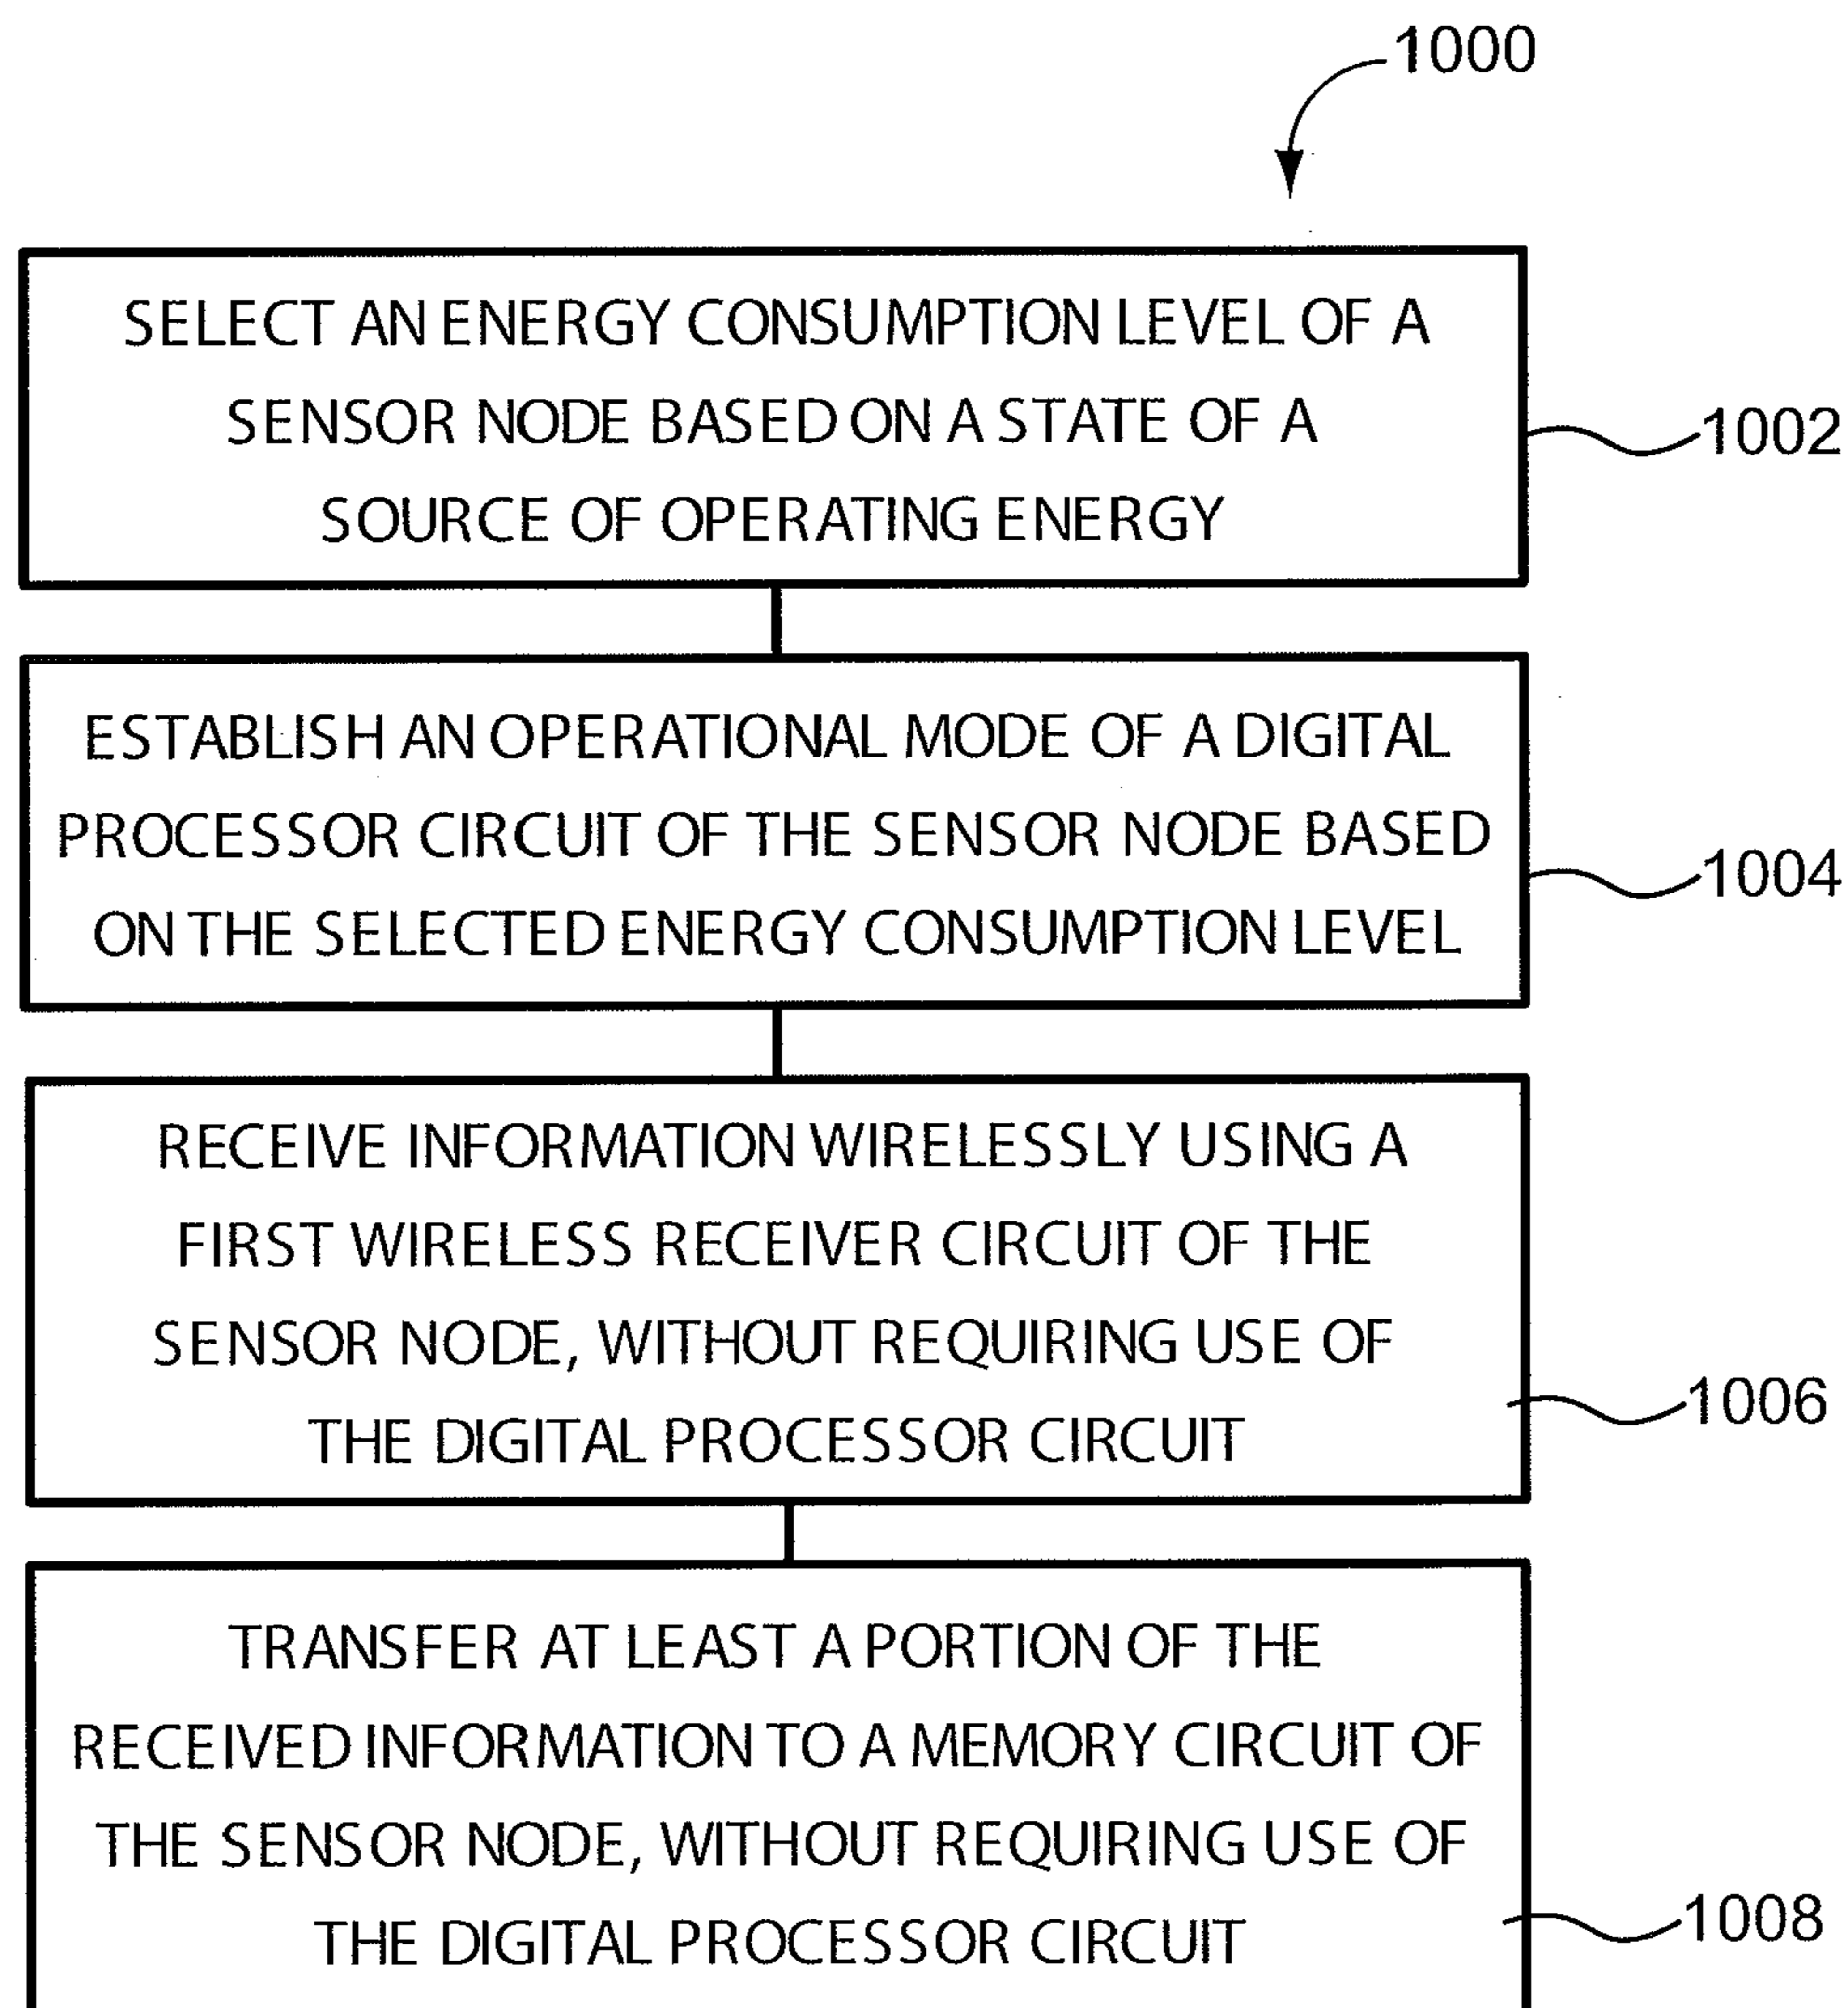 1000
SELECT AN ENERGY CONSUMPTION LEVEL OF A
SENSOR NODE BASED ON A STATE OF A
SOURCE OF OPERATING ENERGY
1002
ESTABLISH AN OPERATIONAL MODE OF A DIGITAL
PROCESSOR CIRCUIT OF THE SENSOR NODE BASED
ON THE SELECTED ENERGY CONSUMPTION LEVEL
1004
RECEIVE INFORMATION WIRELESSLY USING A
FIRST WIRELESS RECEIVER CIRCUIT OF THE
SENSOR NODE, WITHOUT REQUIRING USE OF
THE DIGITAL PROCESSOR CIRCUIT
1006
TRANSFER AT LEAST A PORTION OF THE
RECEIVED INFORMATION TO A MEMORY CIRCUIT OF
THE SENSOR NODE, WITHOUT REQUIRING USE OF
THE DIGITAL PROCESSOR CIRCUIT
1008